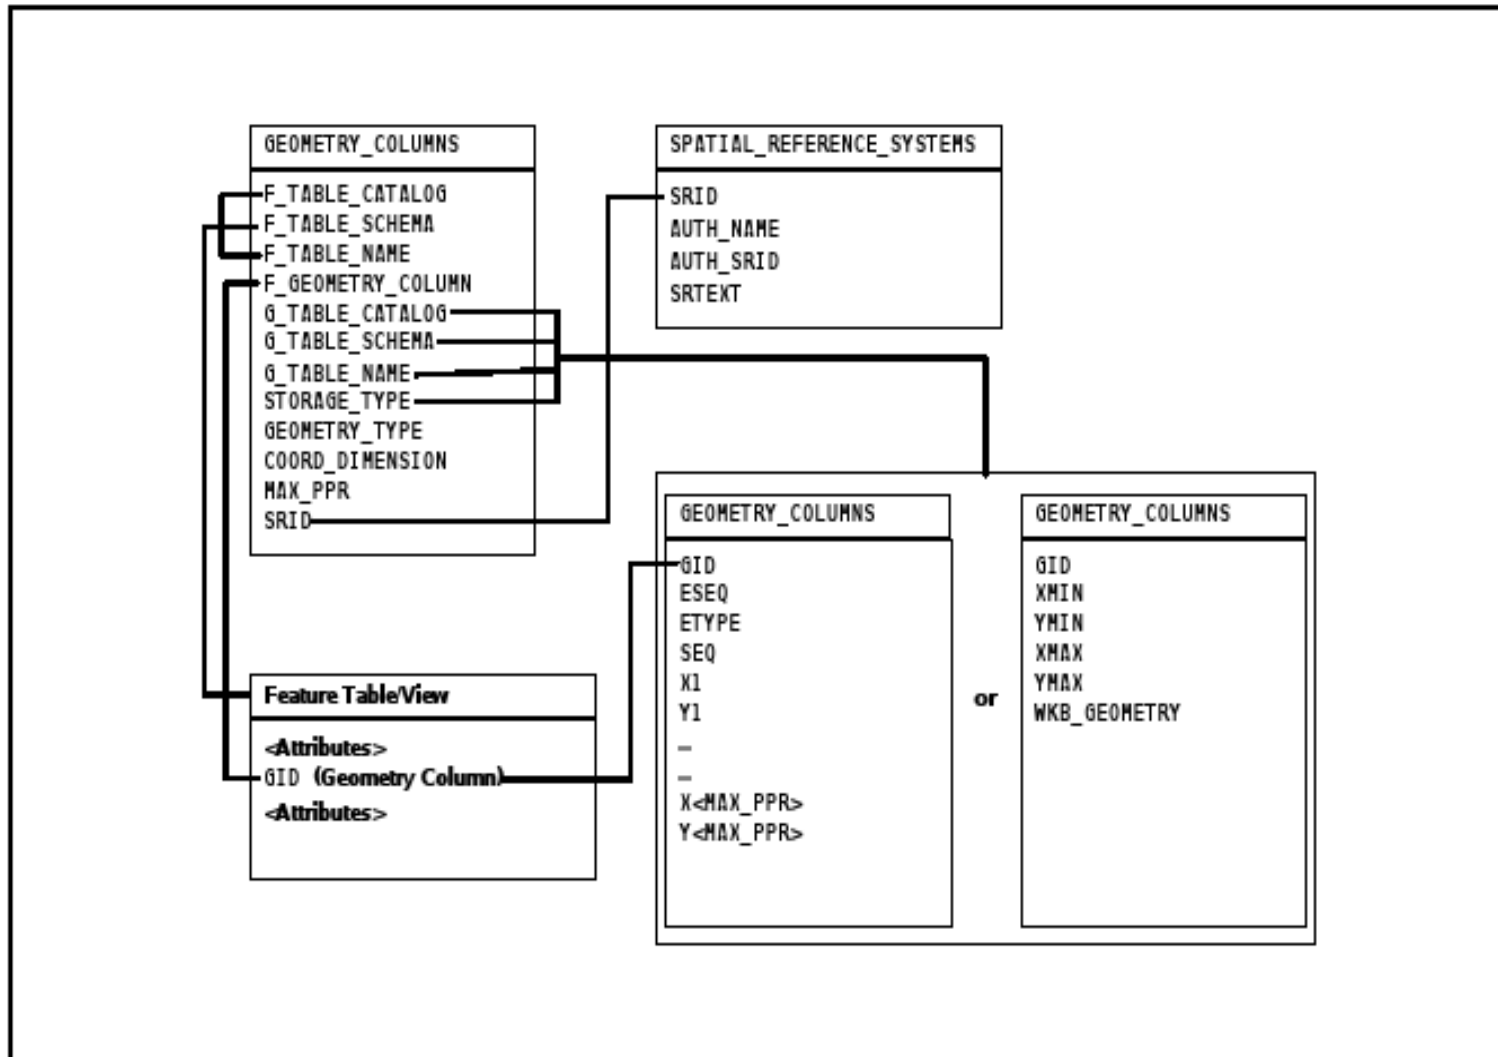 GEOMETRY_COLUMNS
F_TABLE_CATALOG
F_TABLE_SCHEMA
F_TABLE_NAME
F_GEOMETRY_COLUMN
G_TABLE_CATALOG
G_TABLE_SCHEMA
G_TABLE_NAME
STORAGE_TYPE
GEOMETRY_TYPE
COORD_DIMENSION
MAX_PPR
SRID
SPATIAL_REFERENCE_SYSTEMS
SRID
AUTH_NAME
AUTH_SRID
SRTEXT
Feature Table/View
<Attributes>
GID (Geometry Column)
<Attributes>
GEOMETRY_COLUMNS
GID
ESEQ
ETYPE
SEQ
X1
Y1
–
–
X<MAX_PPR>
Y<MAX_PPR>
or
GEOMETRY_COLUMNS
GID
XMIN
YMIN
XMAX
YMAX
WKB_GEOMETRY